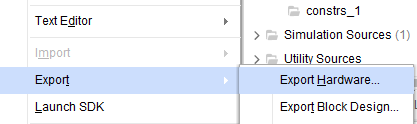 constrs_1
Text Editor
Simulation Sources (1)
Import
Utility Sources
Export
Export Hardware...
Launch SDK
Export Block Design...